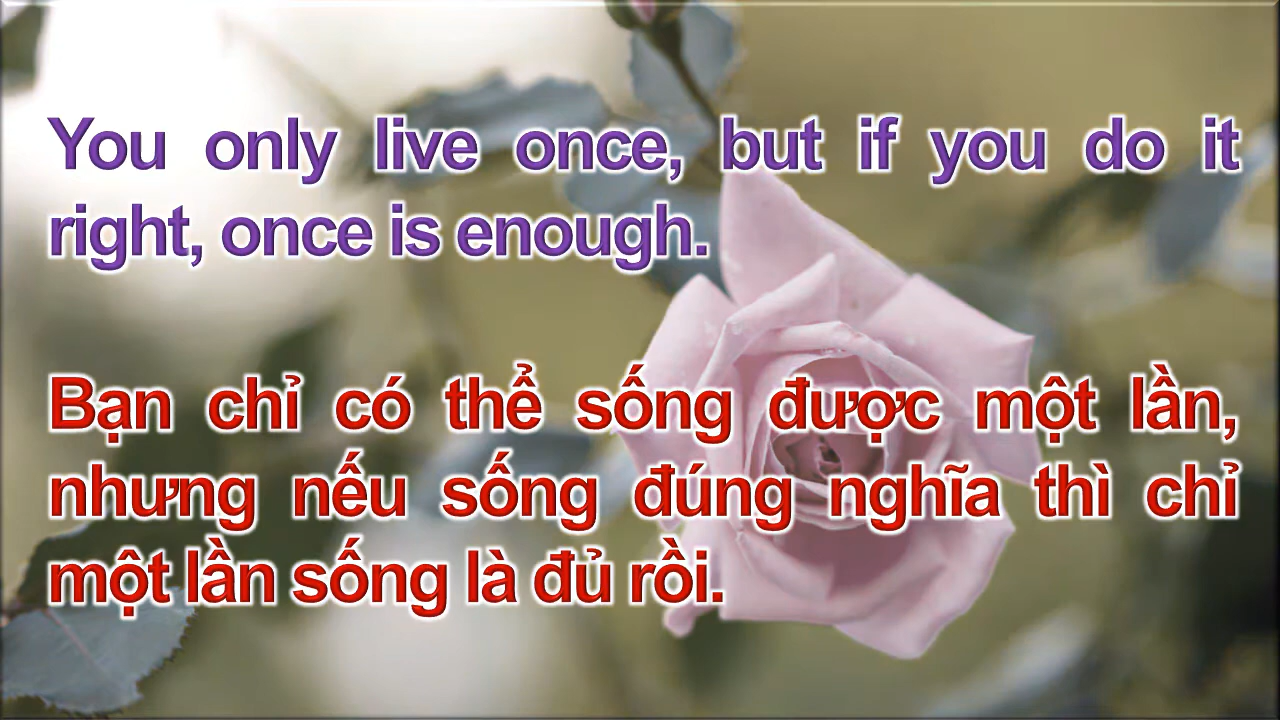 You only live once, but if you do it
right, once is enough.
Bạn chỉ có thể sống được một lần,
nhưng nếu sống đúng nghĩa thì chỉ
một lần sống là đủ rồi.